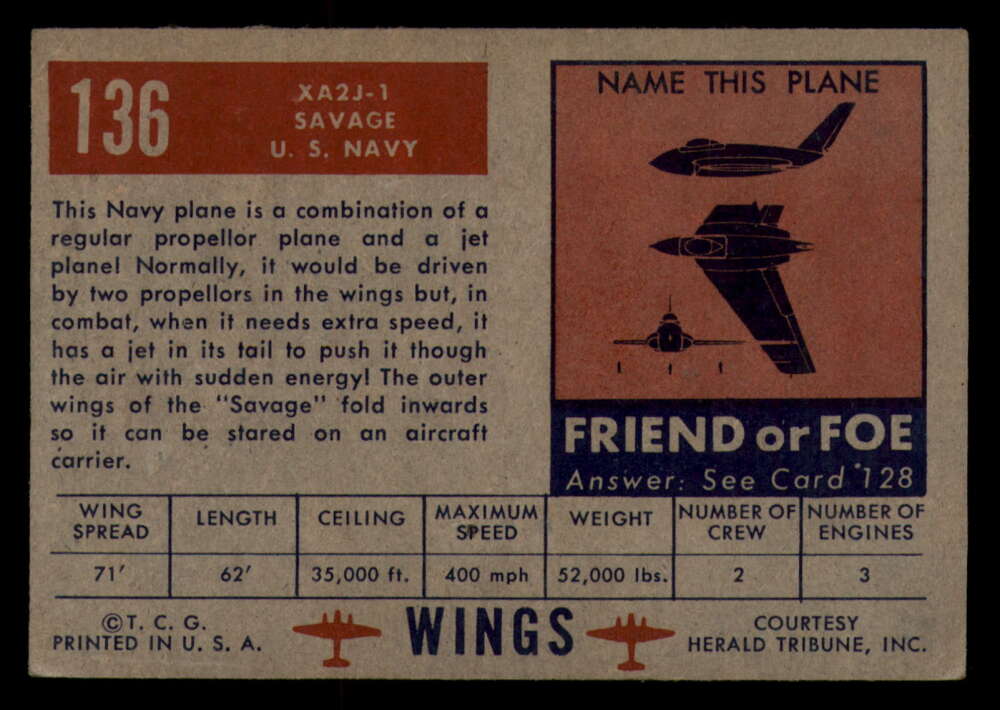 136
XA2J-1
SAVAGE
U. S. NAVY
This Navy plane is a combination of a
regular propellor plane and a jet
plane! Normally, it would be driven
by two propellors in the wings but, in
combat, when it needs extra speed, it
has a jet in its tail to push it though
the air with sudden energy! The outer
wings of the "Savage" fold inwards
so it can be stared on an aircraft
carrier.
NAME THIS PLANE
FRIEND or FOE
Answer: See Card #128
WING SPREAD LENGTH CEILING MAXIMUM SPEED WEIGHT NUMBER OF CREW NUMBER OF ENGINES
71' 62' 35,000 ft. 400 mph 52,000 lbs. 2 3
©T. C. G.
PRINTED IN U. S. A.
WINGS
COURTESY
HERALD TRIBUNE, INC.